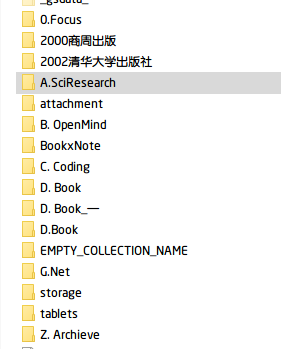 _gsdata_
0.Focus
2000商周出版
2002清华大学出版社
A.SciResearch
attachment
B. OpenMind
BookxNote
C. Coding
D. Book
D. Book_一
D.Book
EMPTY_COLLECTION_NAME
G.Net
storage
tablets
Z. Archieve